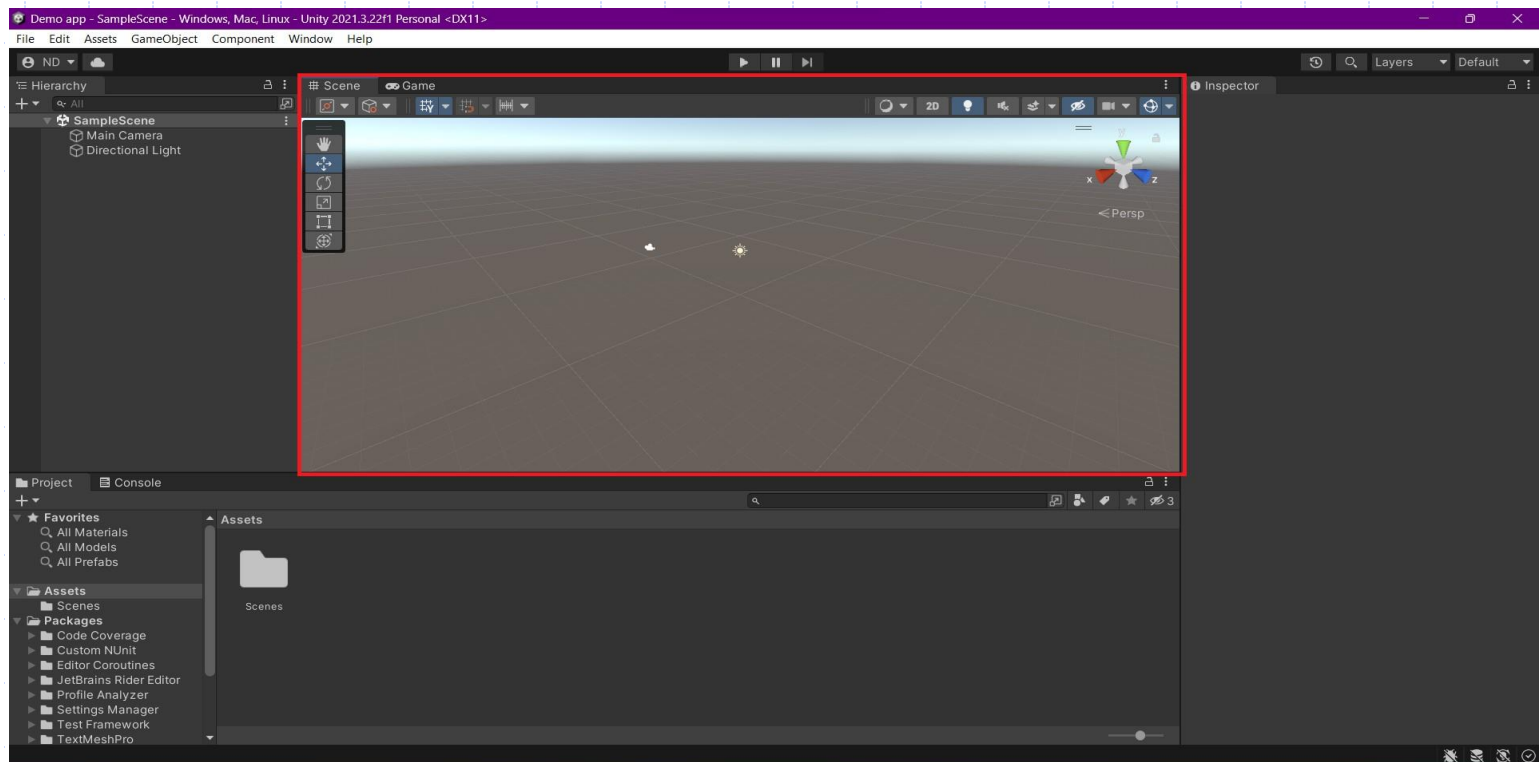 Demo app - SampleScene - Windows, Mac, Linux - Unity 2021.3.22f1 Personal <DX11>
File Edit Assets GameObject Component Window Help
ND Layers Default
Hierarchy
All
SampleScene
Main Camera
Directional Light
Scene Game
2D
y
x z
Persp
Inspector
Project Console
3
Favorites
All Materials
All Models
All Prefabs
Assets
Scenes
Packages
Code Coverage
Custom NUnit
Editor Coroutines
JetBrains Rider Editor
Profile Analyzer
Settings Manager
Test Framework
TextMeshPro
Assets
Scenes